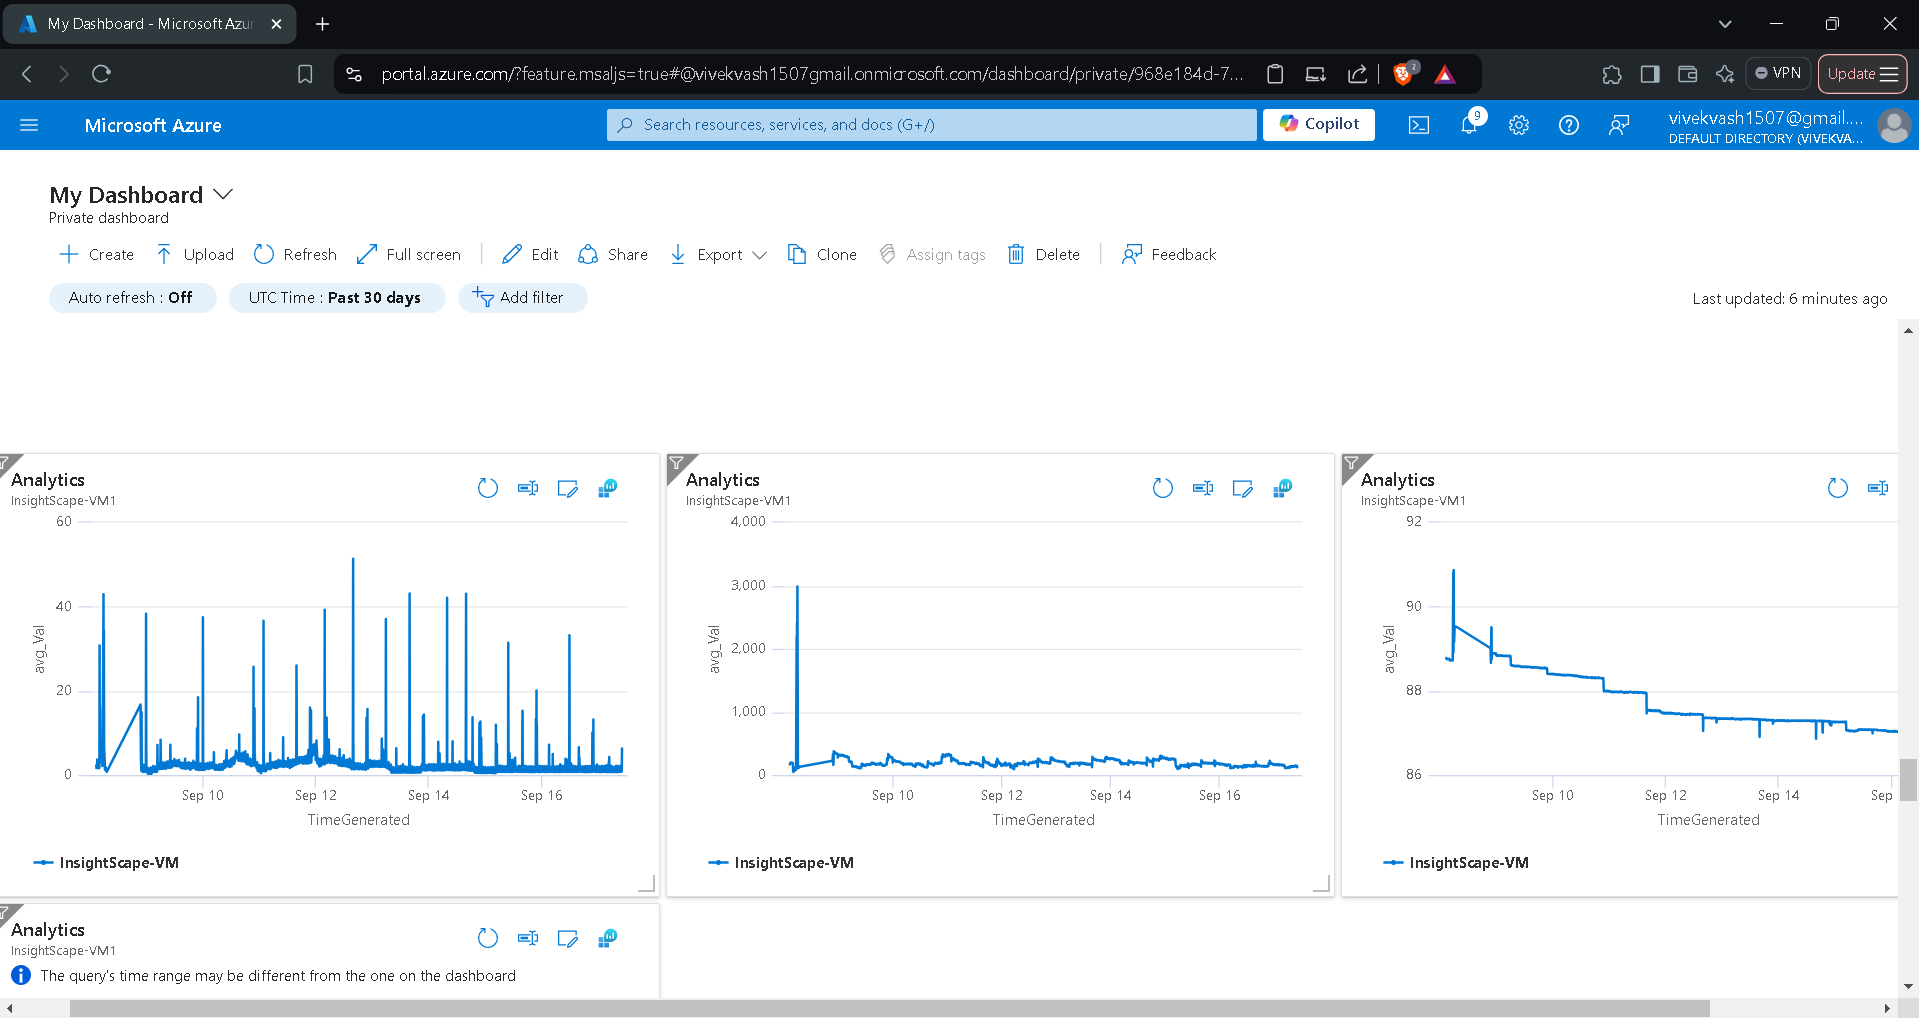 My Dashboard - Microsoft Azur
portal.azure.com/?feature.msaljs=true#@vivekvash1507gmail.onmicrosoft.com/dashboard/private/968e184d-7...
2
VPN
Update
Microsoft Azure
Search resources, services, and docs (G+/)
Copilot
9
vivekvash1507@gmail....
DEFAULT DIRECTORY (VIVEKVA...
My Dashboard
Private dashboard
Create Upload Refresh Full screen Edit Share Export Clone Assign tags Delete Feedback
Auto refresh : Off UTC Time : Past 30 days Add filter
Last updated: 6 minutes ago
Analytics
InsightScape-VM1
60
40
20
0
avg_Val
Sep 10 Sep 12 Sep 14 Sep 16
TimeGenerated
InsightScape-VM
Analytics
InsightScape-VM1
4,000
3,000
2,000
1,000
0
avg_Val
Sep 10 Sep 12 Sep 14 Sep 16
TimeGenerated
InsightScape-VM
Analytics
InsightScape-VM1
92
90
88
86
avg_Val
Sep 10 Sep 12 Sep 14 Sep
TimeGenerated
InsightScape-VM
Analytics
InsightScape-VM1
The query's time range may be different from the one on the dashboard